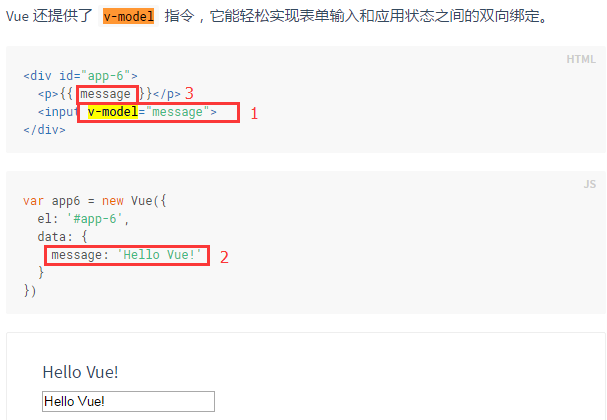 Vue 还提供了 v-model 指令，它能轻松实现表单输入和应用状态之间的双向绑定。
HTML
<div id="app-6">
<p>{{ message }}</p> 3
<input v-model="message"> 1
</div>
JS
var app6 = new Vue({
el: '#app-6',
data: {
message: 'Hello Vue!' 2
}
})
Hello Vue!
Hello Vue!